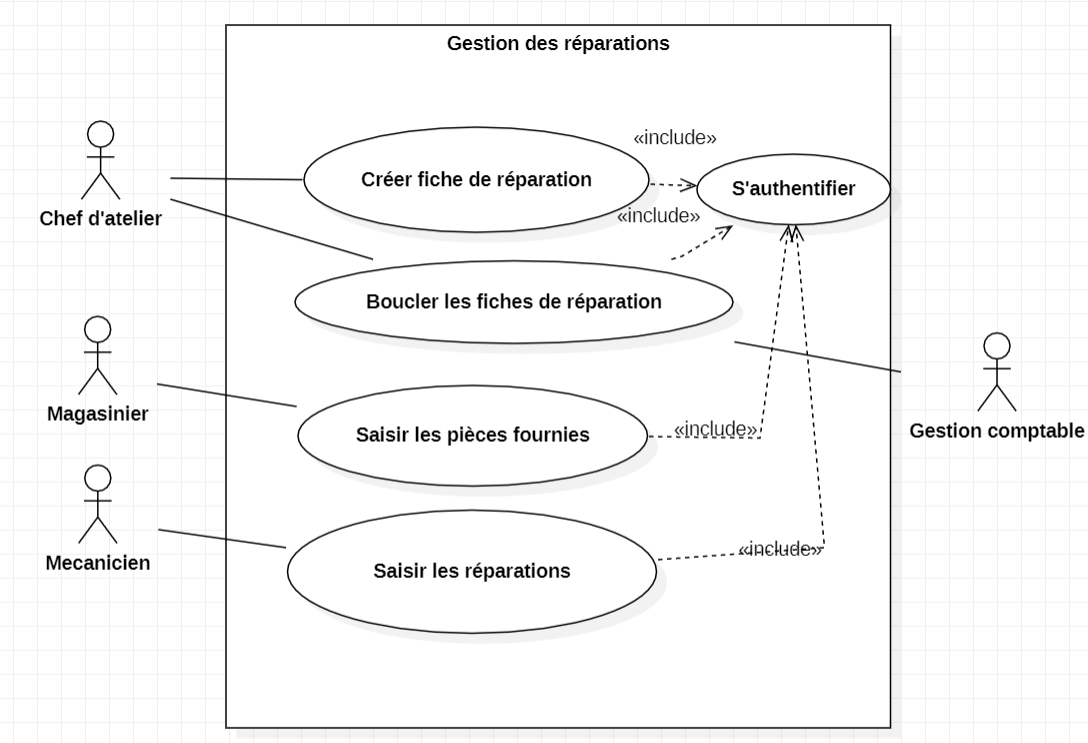 Gestion des réparations
«include»
Créer fiche de réparation
S'authentifier
Chef d'atelier
«include»
Boucler les fiches de réparation
Magasinier
Saisir les pièces fournies
«include»
Gestion comptable
«include»
Mecanicien
Saisir les réparations